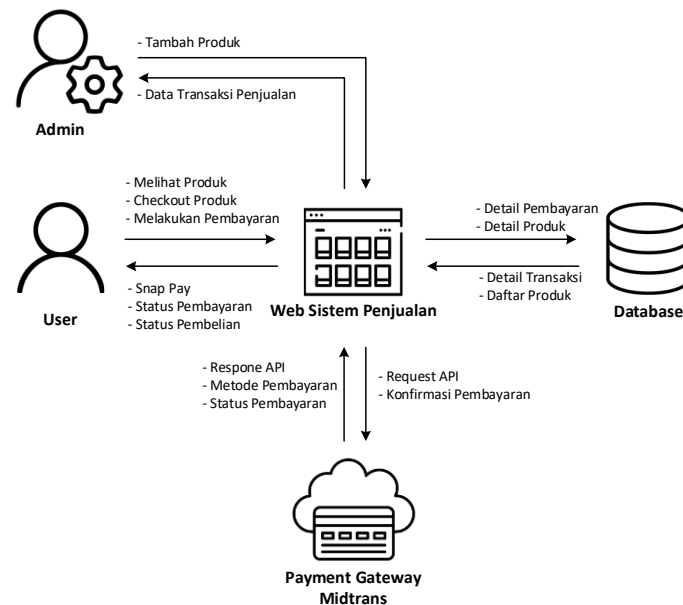 - Tambah Produk
- Data Transaksi Penjualan
Admin
- Melihat Produk
- Checkout Produk
- Melakukan Pembayaran
- Snap Pay
- Status Pembayaran
- Status Pembelian
User
Web Sistem Penjualan
- Detail Pembayaran
- Detail Produk
- Detail Transaksi
- Daftar Produk
Database
- Respone API
- Metode Pembayaran
- Status Pembayaran
- Request API
- Konfirmasi Pembayaran
Payment Gateway
Midtrans